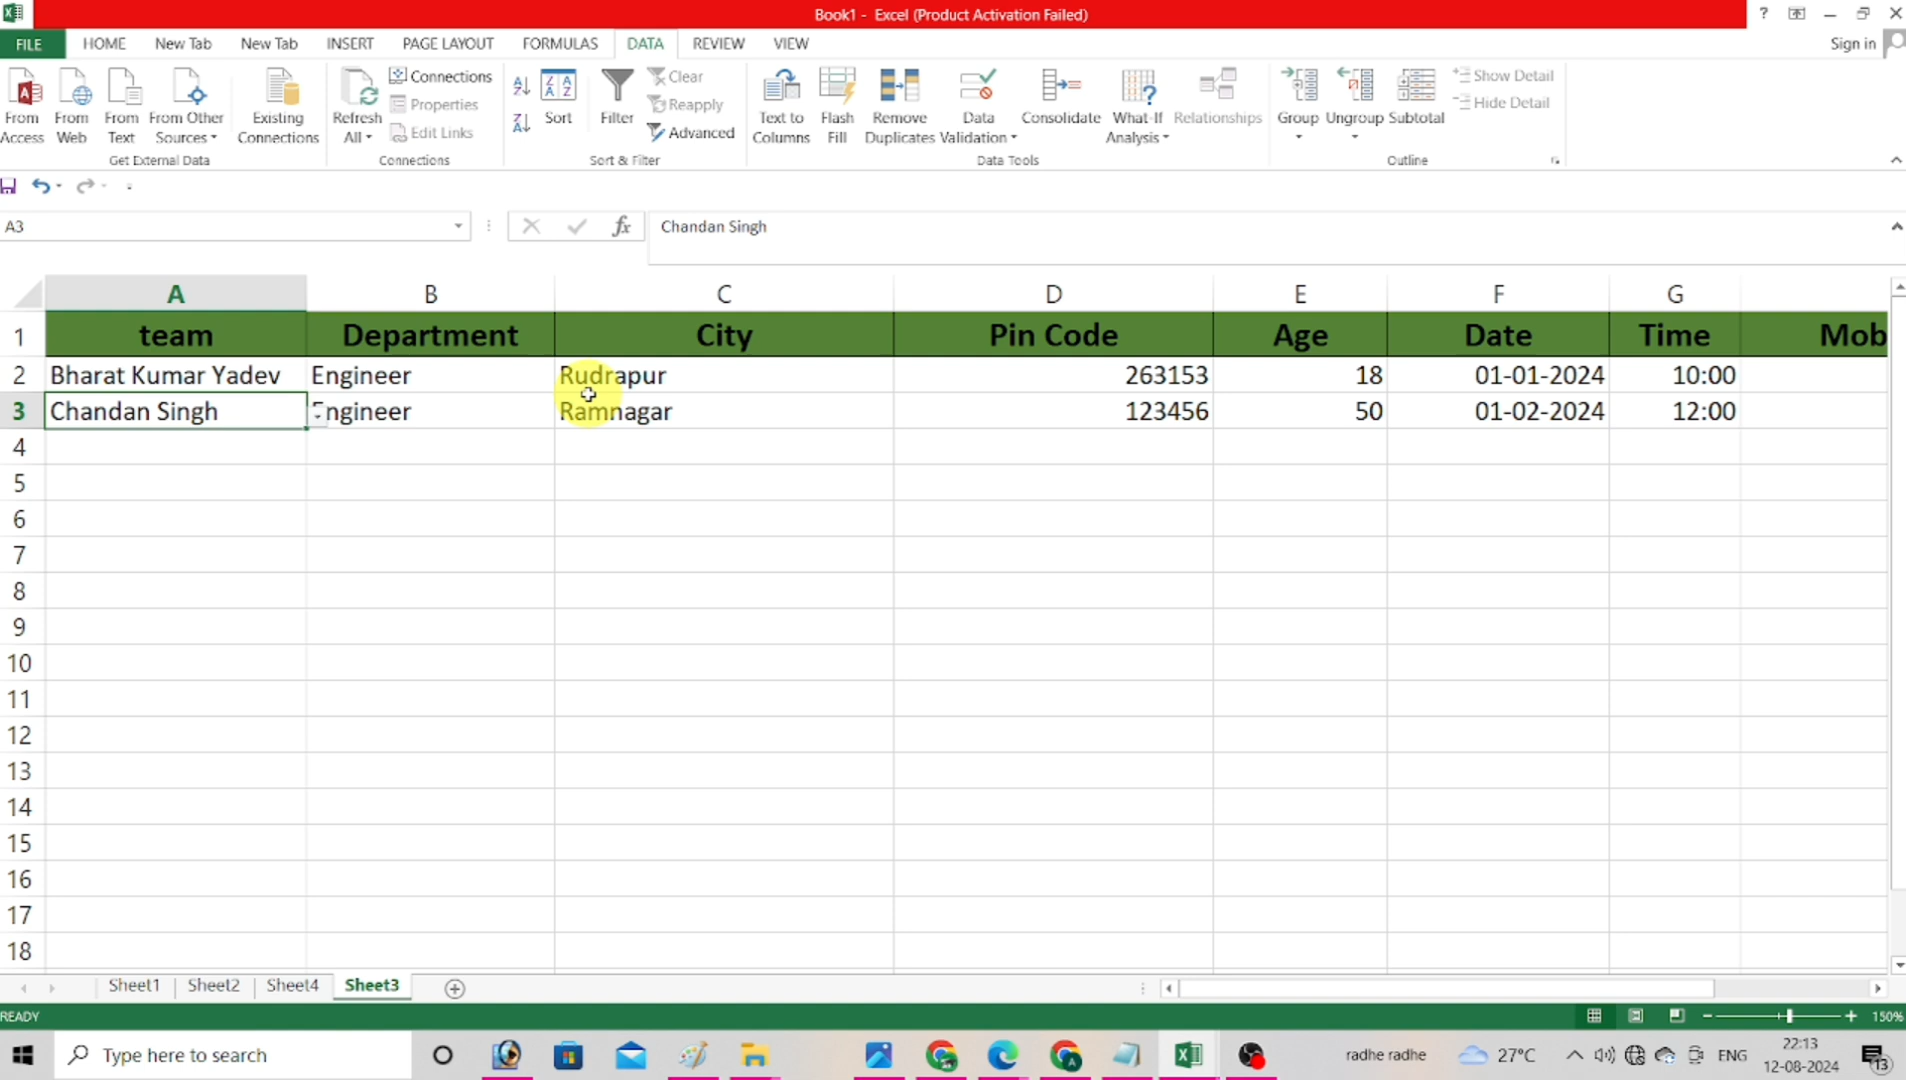 Book1 - Excel (Product Activation Failed)
?
FILE HOME New Tab New Tab INSERT PAGE LAYOUT FORMULAS DATA REVIEW VIEW Sign in
From Access
From Web
From Text
From Other Sources
Existing Connections
Get External Data
Refresh All
Connections
Properties
Edit Links
Connections
Sort
Filter
Clear
Reapply
Advanced
Sort & Filter
Text to Columns
Flash Fill
Remove Duplicates
Data Validation
Consolidate
What-If Analysis
Relationships
Data Tools
Group
Ungroup
Subtotal
Show Detail
Hide Detail
Outline
A3 fx Chandan Singh
A B C D E F G
1 team Department City Pin Code Age Date Time Mob
2 Bharat Kumar Yadev Engineer Rudrapur 263153 18 01-01-2024 10:00
3 Chandan Singh Engineer Ramnagar 123456 50 01-02-2024 12:00
4
5
6
7
8
9
10
11
12
13
14
15
16
17
18
Sheet1 Sheet2 Sheet4 Sheet3
READY 150%
Type here to search radhe radhe 27°C ENG 22:13
12-08-2024 13